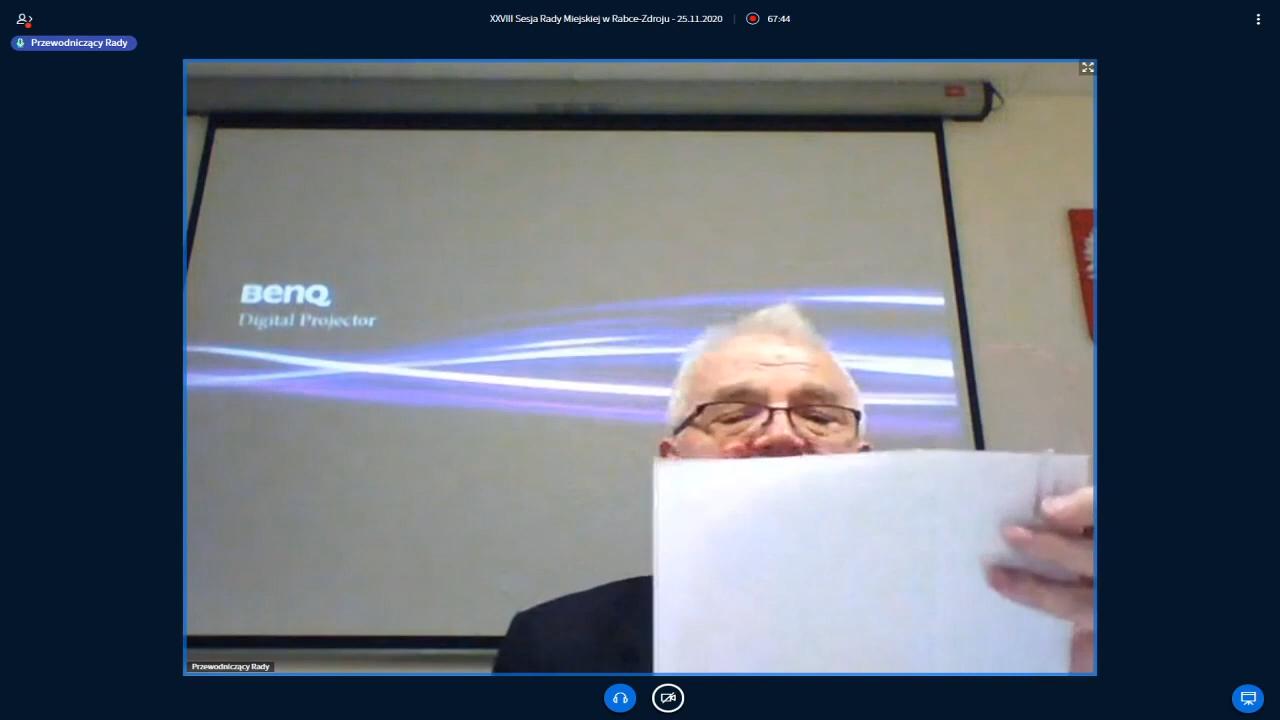 XXVIII Sesja Rady Miejskiej w Rabce-Zdroju - 25.11.2020
67:44
Przewodniczący Rady
BenQ
Digital Projector
Przewodniczący Rady